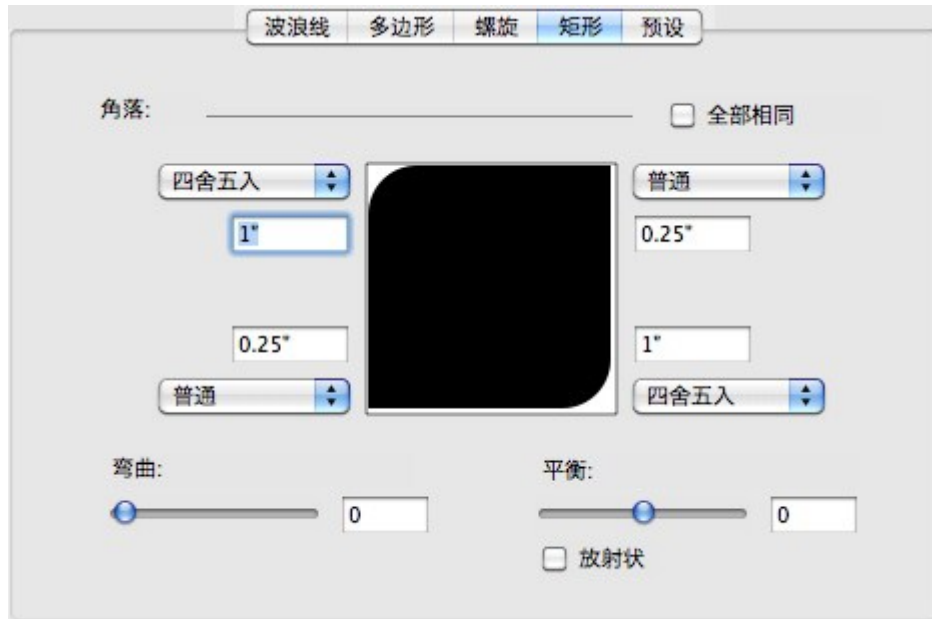 波浪线 多边形 螺旋 矩形 预设
角落: 全部相同
四舍五入 普通
1" 0.25"
0.25" 1"
普通 四舍五入
弯曲: 平衡:
0 0
放射状